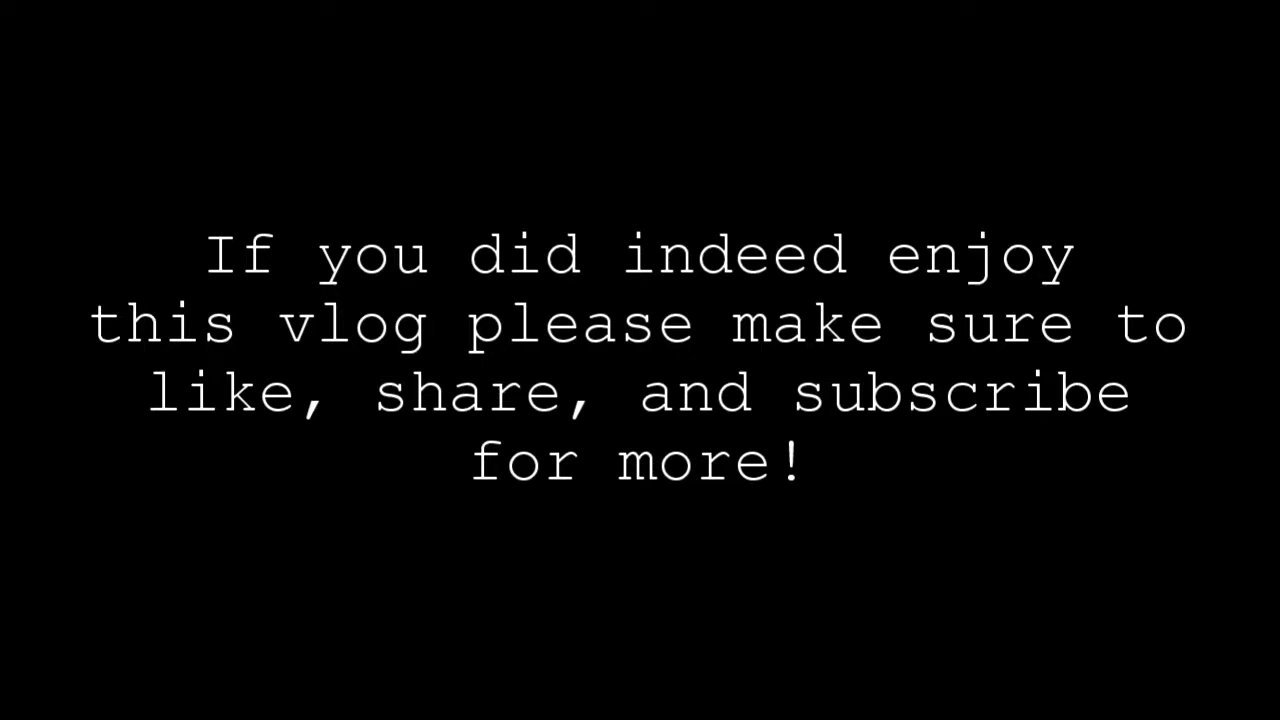 If you did indeed enjoy
this vlog please make sure to
like, share, and subscribe
for more!